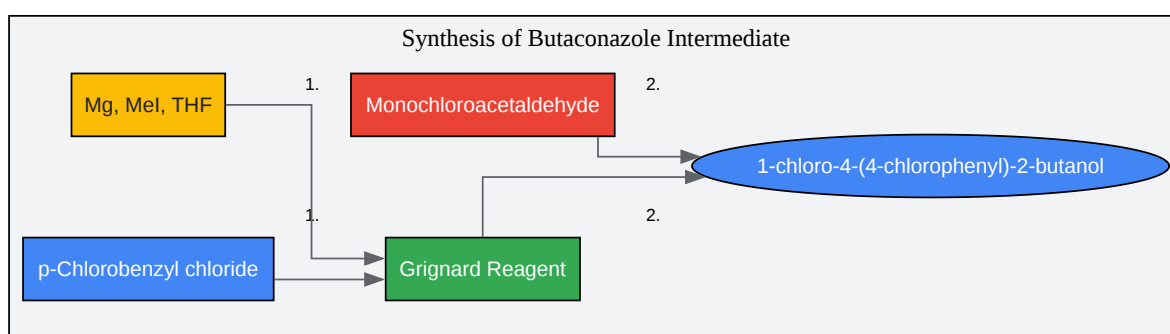 Synthesis of Butaconazole Intermediate
Mg, MeI, THF
1.
Monochloroacetaldehyde
2.
1-chloro-4-(4-chlorophenyl)-2-butanol
1.
2.
p-Chlorobenzyl chloride
Grignard Reagent